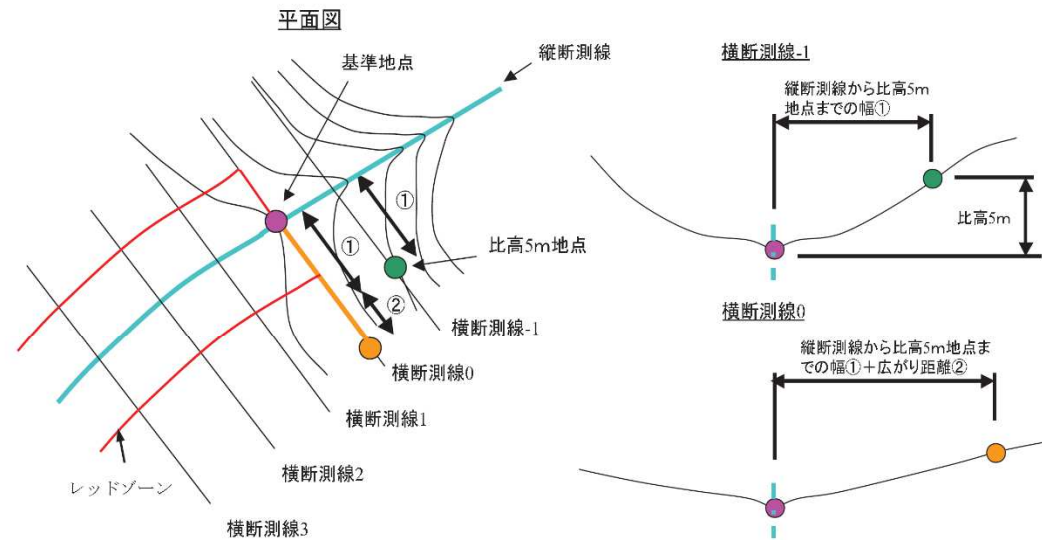 平面図
基準地点
縦断測線
①
①
②
比高5m地点
横断測線-1
横断測線0
横断測線1
横断測線2
横断測線3
レッドゾーン
横断測線-1
縦断測線から比高5m
地点までの幅①
比高5m
横断測線0
縦断測線から比高5m地点ま
での幅①＋広がり距離②